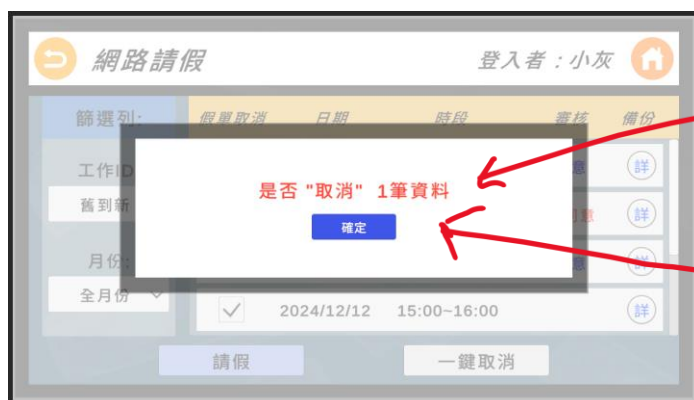 網路請假
登入者：小灰
篩選列:
假單取消 日期 時段 審核 備份
工作ID
意 詳
是否 "取消" 1筆資料
舊到新
意 詳
確定
月份:
意 詳
全月份
2024/12/12 15:00~16:00 詳
請假 一鍵取消